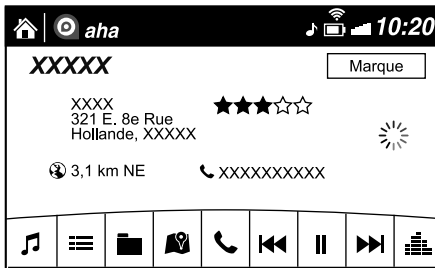 aha 10:20
XXXXX Marque
XXXX
321 E. 8e Rue
Hollande, XXXXX
3,1 km NE XXXXXXXXXX